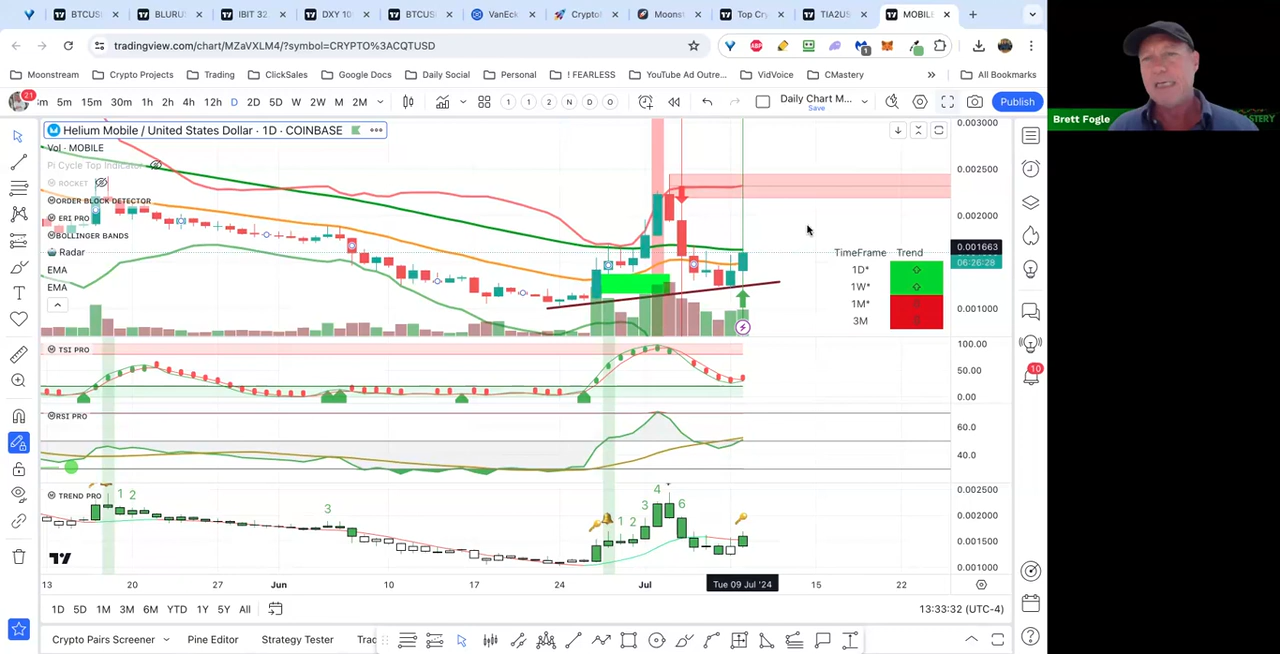 BTCUS
BLURU
IBIT 32
DXY 10
BTCUS
VanEck
Crypto
Moonst
Top Cry
TIA2US
MOBIL
tradingview.com/chart/MZaVXLM4/?symbol=CRYPTO%3ACQTUSD
Moonstream
Crypto Projects
Trading
ClickSales
Google Docs
Daily Social
Personal
! FEARLESS
YouTube Ad Outre...
VidVoice
CMastery
All Bookmarks
21
5m 15m 30m 1h 2h 4h 12h D 2D 5D W 2W M 2M
Daily Chart M...
Save
Publish
Brett Fogle
Helium Mobile / United States Dollar · 1D · COINBASE
Vol · MOBILE
Pi Cycle Top Indicator
ROCKET
ORDER BLOCK DETECTOR
ERI PRO
BOLLINGER BANDS
Radar
EMA
EMA
TimeFrame Trend
1D*
1W*
1M*
3M
0.003000
0.002500
0.002000
0.001663
06:26:28
0.001000
TSI PRO
100.00
50.00
0.00
RSI PRO
60.0
40.0
TREND PRO
1 2
3
1 2 3 4 6
0.002500
0.002000
0.001500
0.001000
13 20 27 Jun 10 17 24 Jul Tue 09 Jul '24 15 22
1D 5D 1M 3M 6M YTD 1Y 5Y All
13:33:32 (UTC-4)
10
Crypto Pairs Screener
Pine Editor
Strategy Tester